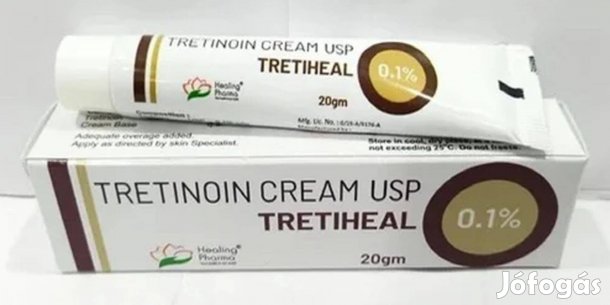 TRETINOIN CREAM USP
TRETIHEAL
0.1%
Healing®
Pharma
20gm
Tretinoin
Cream Base
Adequate overage added.
Apply as directed by skin Specialist.
Store in cool, dry
not exceeding 25°C. Do not freeze.
TRETINOIN CREAM USP
TRETIHEAL
0.1%
Healing®
Pharma
20gm
Jófogás